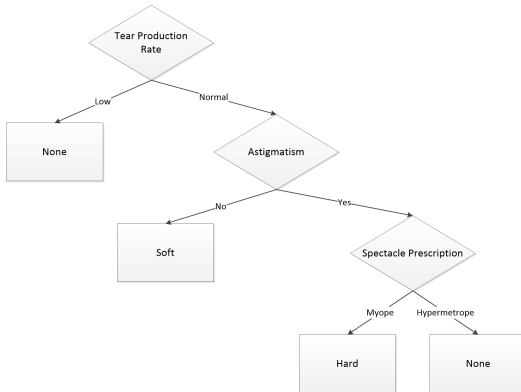 Tear Production
Rate
Low
Normal
None
Astigmatism
No
Yes
Soft
Spectacle Prescription
Myope
Hypermetrope
Hard
None